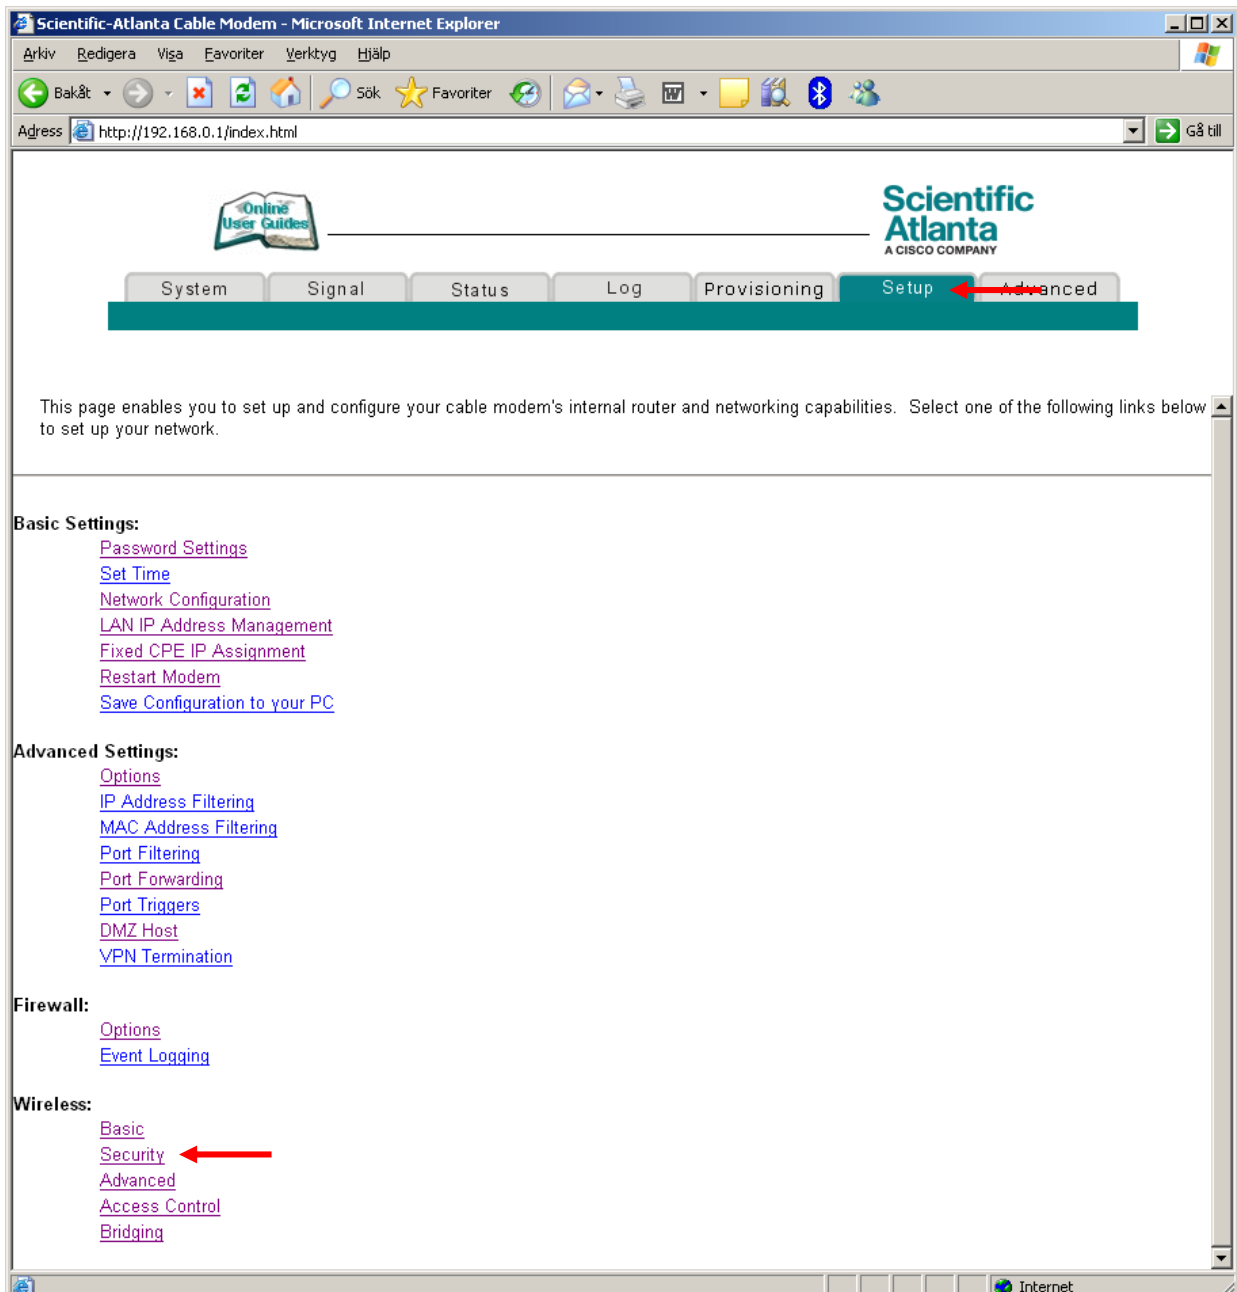 Scientific-Atlanta Cable Modem - Microsoft Internet Explorer
Arkiv Redigera Visa Favoriter Verktyg Hjälp
Bakåt Sök Favoriter
Adress http://192.168.0.1/index.html Gå till
Online
User Guides
Scientific
Atlanta
A CISCO COMPANY
System Signal Status Log Provisioning Setup Advanced
This page enables you to set up and configure your cable modem's internal router and networking capabilities. Select one of the following links below
to set up your network.
Basic Settings:
Password Settings
Set Time
Network Configuration
LAN IP Address Management
Fixed CPE IP Assignment
Restart Modem
Save Configuration to your PC
Advanced Settings:
Options
IP Address Filtering
MAC Address Filtering
Port Filtering
Port Forwarding
Port Triggers
DMZ Host
VPN Termination
Firewall:
Options
Event Logging
Wireless:
Basic
Security
Advanced
Access Control
Bridging
Internet